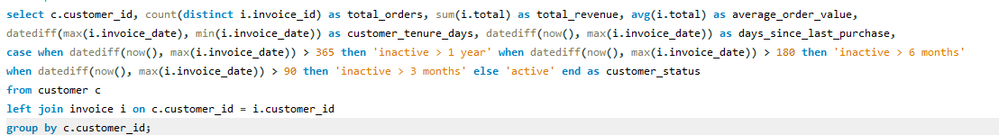 select c.customer_id, count(distinct i.invoice_id) as total_orders, sum(i.total) as total_revenue, avg(i.total) as average_order_value,
datediff(max(i.invoice_date), min(i.invoice_date)) as customer_tenure_days, datediff(now(), max(i.invoice_date)) as days_since_last_purchase,
case when datediff(now(), max(i.invoice_date)) > 365 then 'inactive > 1 year' when datediff(now(), max(i.invoice_date)) > 180 then 'inactive > 6 months'
when datediff(now(), max(i.invoice_date)) > 90 then 'inactive > 3 months' else 'active' end as customer_status
from customer c
left join invoice i on c.customer_id = i.customer_id
group by c.customer_id;